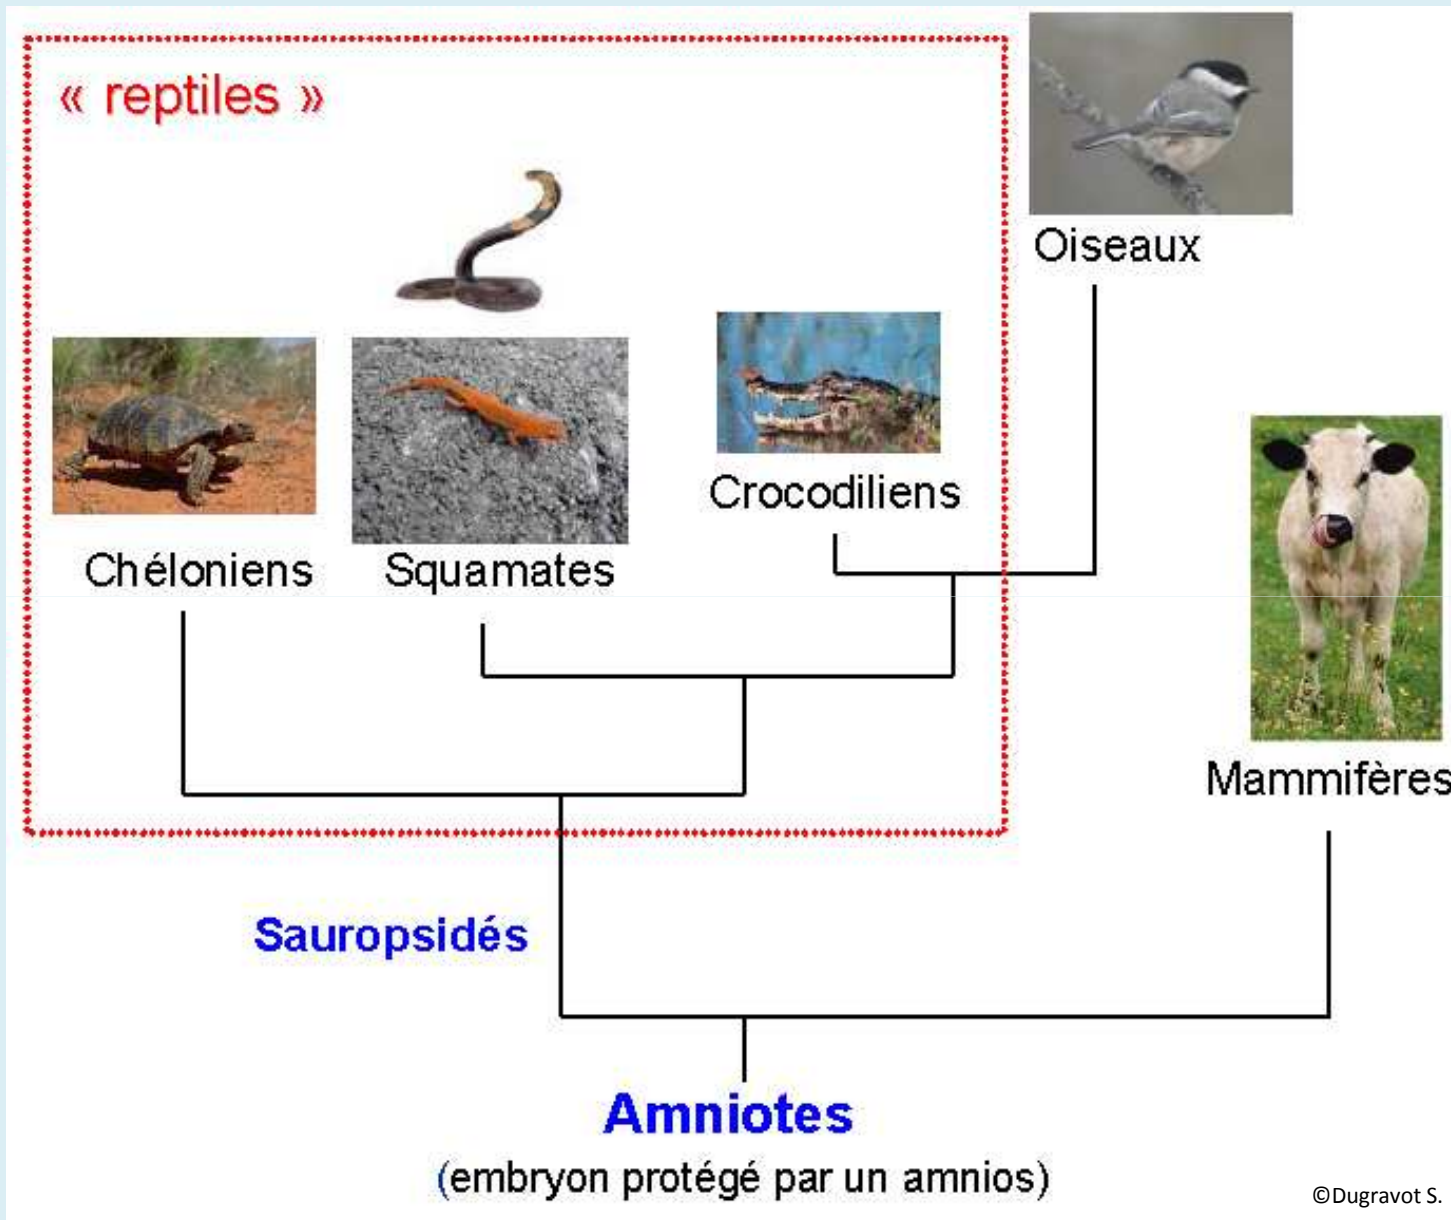 « reptiles »
Oiseaux
Crocodiliens
Chéloniens
Squamates
Mammifères
Sauropsidés
Amniotes
(embryon protégé par un amnios)
©Dugravot S.